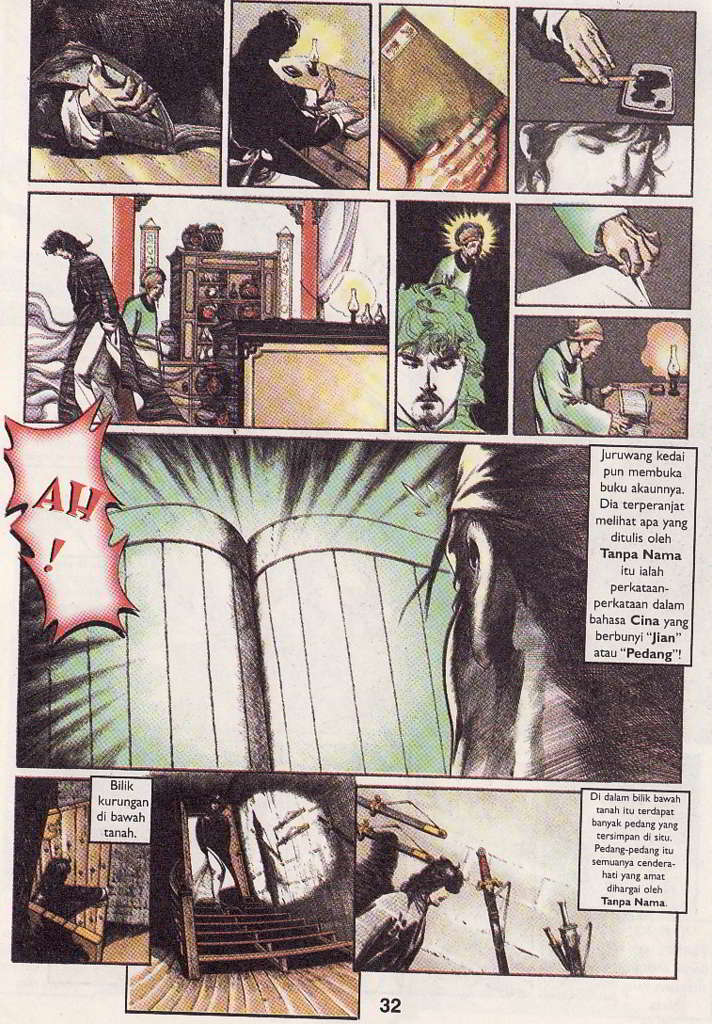 AH
!
Juruwang kedai
pun membuka
buku akaunnya.
Dia terperanjat
melihat apa yang
ditulis oleh
Tanpa Nama
itu ialah
perkataan-
perkataan dalam
bahasa Cina yang
berbunyi “Jian”
atau “Pedang”!
Bilik
kurungan
di bawah
tanah.
Di dalam bilik bawah
tanah itu terdapat
banyak pedang yang
tersimpan di situ.
Pedang-pedang itu
semuanya cendera-
hati yang amat
dihargai oleh
Tanpa Nama.
32